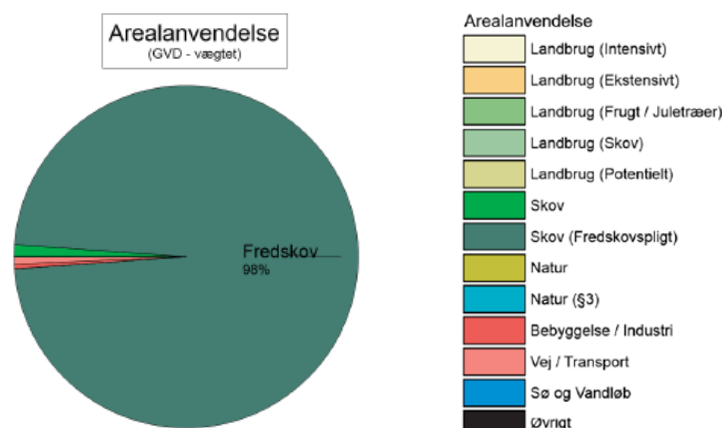 Arealanvendelse
(GVD - vægtet)
Fredskov
98%
Arealanvendelse
Landbrug (Intensivt)
Landbrug (Ekstensivt)
Landbrug (Frugt / Juletræer)
Landbrug (Skov)
Landbrug (Potentielt)
Skov
Skov (Fredskovspligt)
Natur
Natur (§3)
Bebyggelse / Industri
Vej / Transport
Sø og Vandløb
Øvrigt